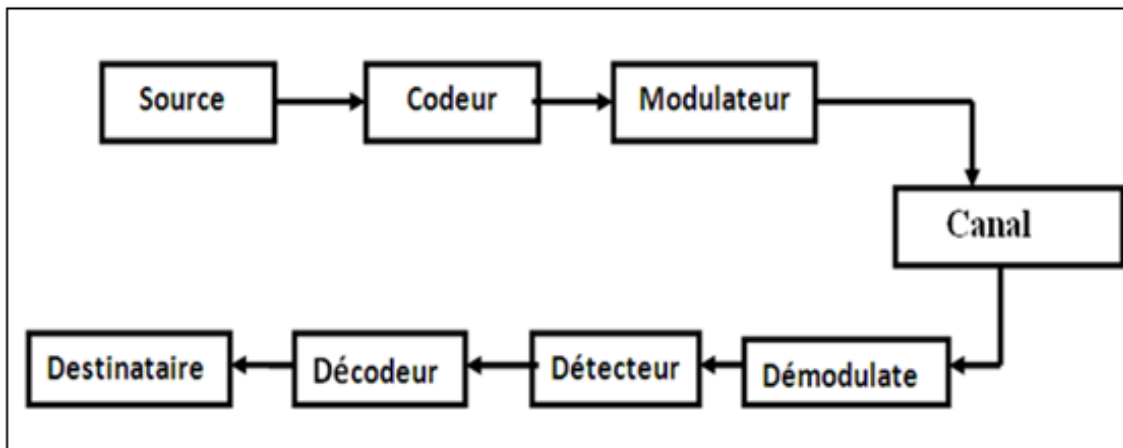 Source
Codeur
Modulateur
Canal
Démodulate
Détecteur
Décodeur
Destinataire